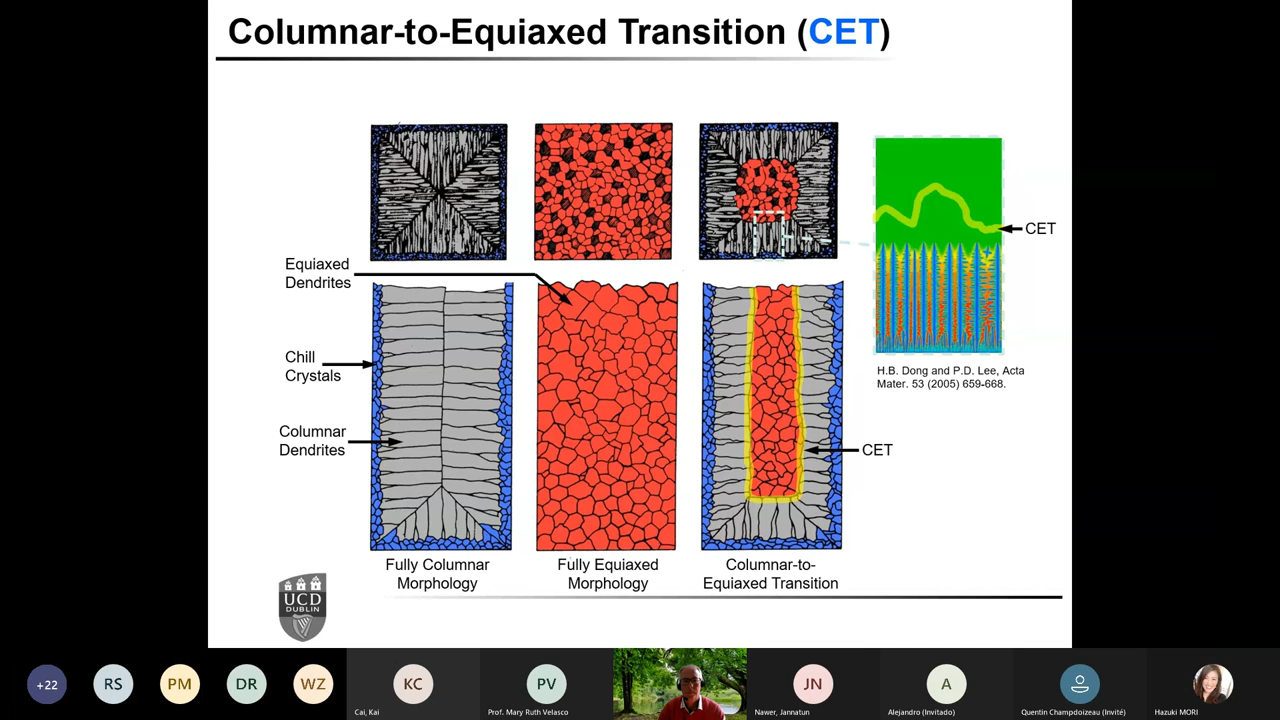 Columnar-to-Equiaxed Transition (CET)
CET
Equiaxed
Dendrites
H.B. Dong and P.D. Lee, Acta
Mater. 53 (2005) 659-668.
Chill
Crystals
Columnar
Dendrites
CET
Fully Columnar
Morphology
Fully Equiaxed
Morphology
Columnar-to-
Equiaxed Transition
UCD
DUBLIN
+22
RS
PM
DR
WZ
KC
PV
JN
A
Cai, Kai
Prof. Mary Ruth Velasco
Nawer, Jannatun
Alejandro (Invitado)
Quentin Champdoizeau (Invité)
Hazuki MORI